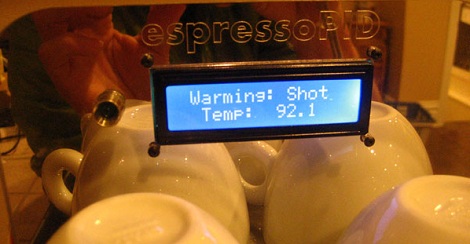 espressoPID
Warming: Shot
Temp: 92.1